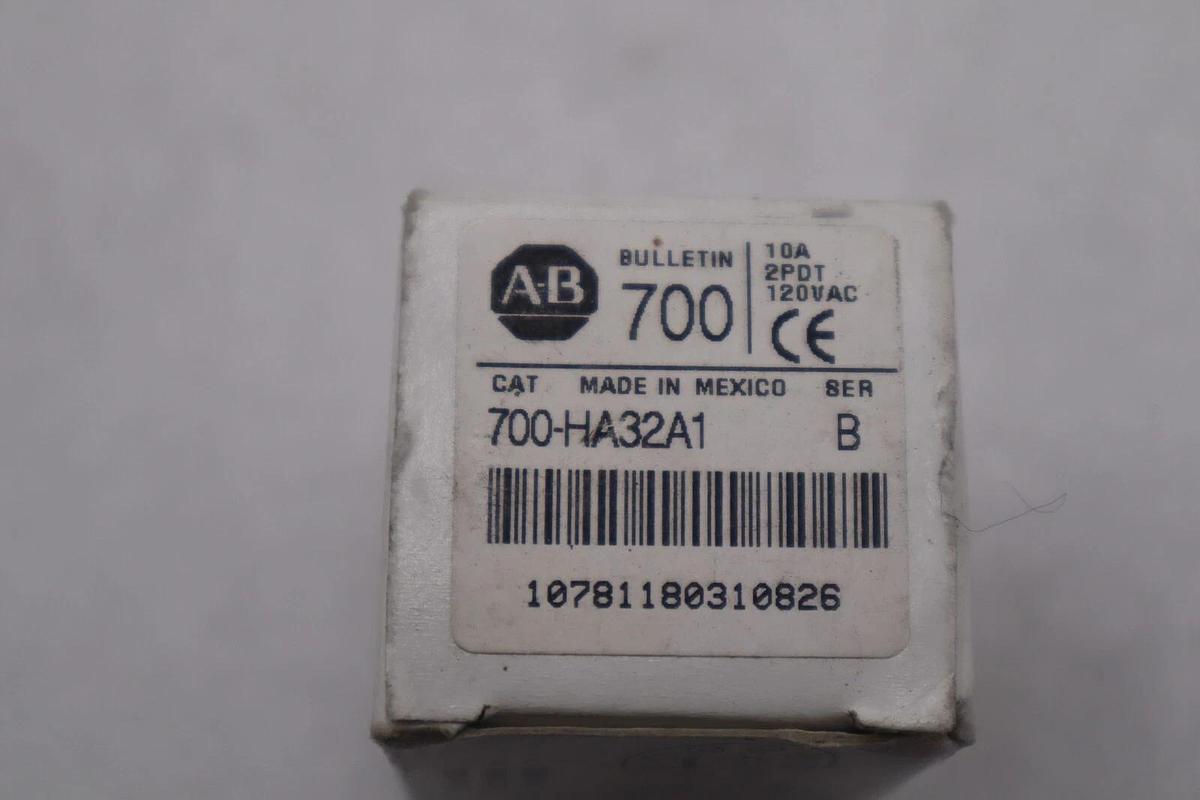 A-B
BULLETIN
700
10A
2PDT
120VAC
CE
CAT MADE IN MEXICO SER
700-HA32A1 B
10781180310826